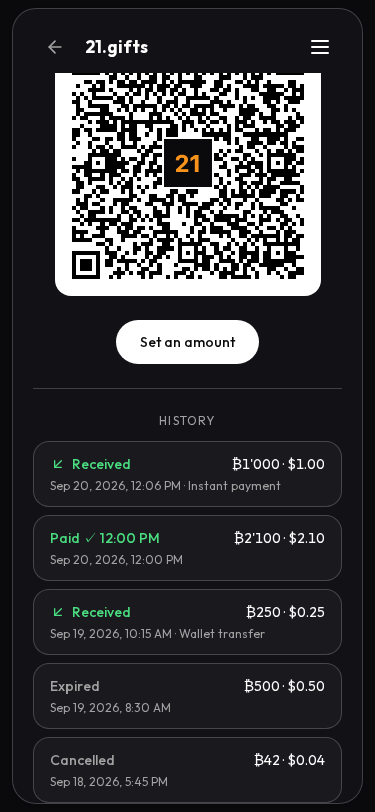 21.gifts
21
Set an amount
HISTORY
↙ Received ₿1'000 · $1.00
Sep 20, 2026, 12:06 PM · Instant payment
Paid ✓ 12:00 PM ₿2'100 · $2.10
Sep 20, 2026, 12:00 PM
↙ Received ₿250 · $0.25
Sep 19, 2026, 10:15 AM · Wallet transfer
Expired ₿500 · $0.50
Sep 19, 2026, 8:30 AM
Cancelled ₿42 · $0.04
Sep 18, 2026, 5:45 PM